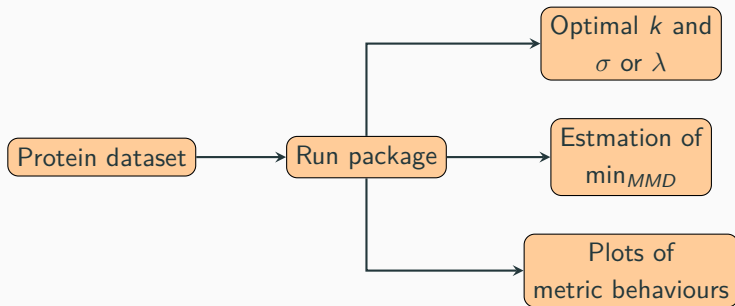 Optimal k and
σ or λ
Protein dataset
Run package
Estmation of
min_MMD
Plots of
metric behaviours